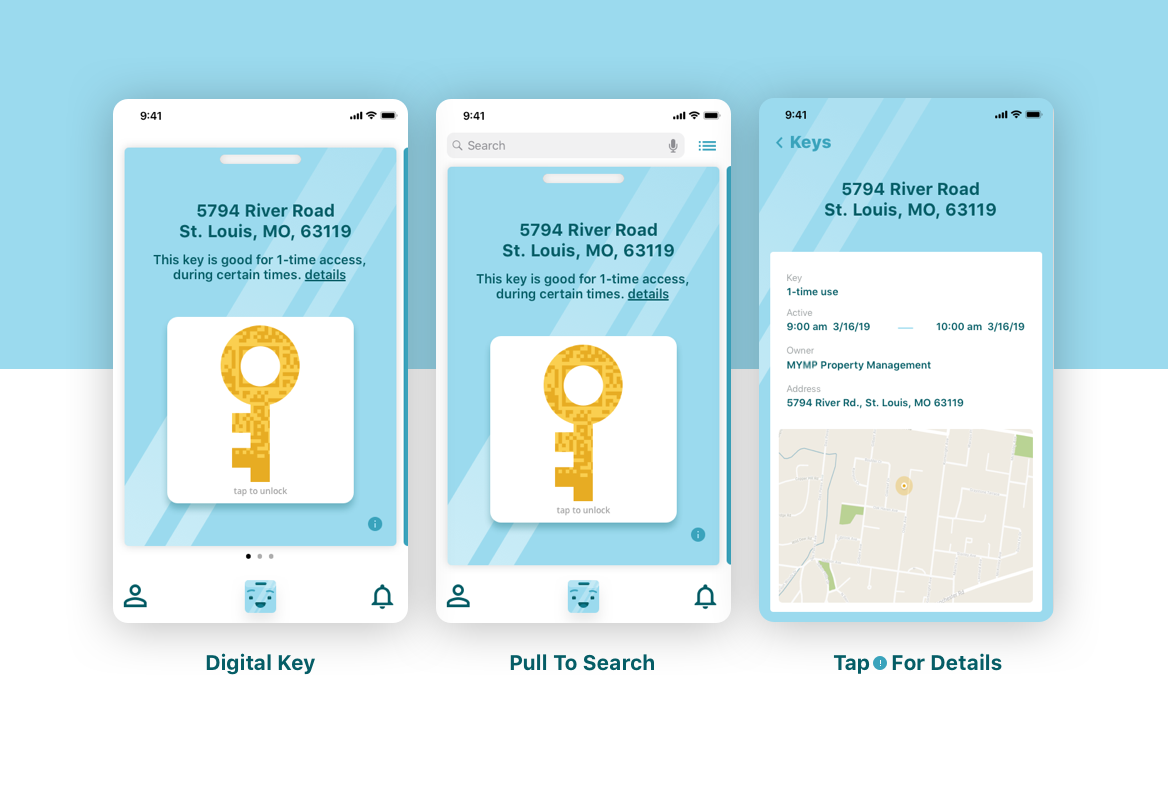 9:41
5794 River Road
St. Louis, MO, 63119
This key is good for 1-time access,
during certain times. details
tap to unlock
Digital Key
9:41
Search
5794 River Road
St. Louis, MO, 63119
This key is good for 1-time access,
during certain times. details
tap to unlock
Pull To Search
9:41
Keys
5794 River Road
St. Louis, MO, 63119
Key
1-time use
Active
9:00 am 3/16/19 — 10:00 am 3/16/19
Owner
MYMP Property Management
Address
5794 River Rd., St. Louis, MO 63119
Tap For Details